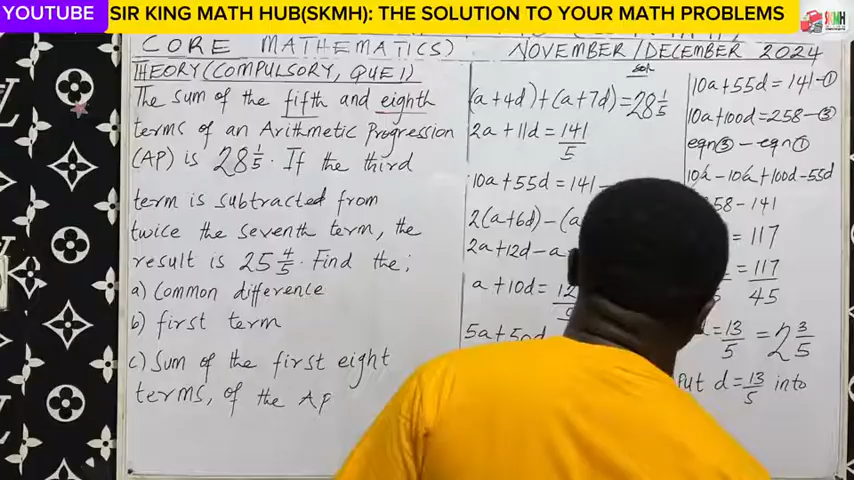 YOUTUBE
SIR KING MATH HUB(SKMH): THE SOLUTION TO YOUR MATH PROBLEMS
SKMH
CORE MATHEMATICS)
NOVEMBER/DECEMBER 2024
THEORY (COMPULSORY, QUE 1)
The sum of the fifth and eighth
terms of an Arithmetic Progression
(AP) is 28 1/5. If the third
term is subtracted from
twice the seventh term, the
result is 25 4/5. Find the;
a) Common difference
b) first term
c) Sum of the first eight
terms, of the AP
soln
(a+4d)+(a+7d)=28 1/5
2a+11d=141/5
10a+55d=141
2(a+6d)-(a
2a+12d-a
a+10d=
5a+50d
10a+55d=141-①
10a+100d=258-③
eqn③-eqn①
10a-10a+100d-55d
58-141
=117
=117/45
=13/5=2 3/5
Put d=13/5 into